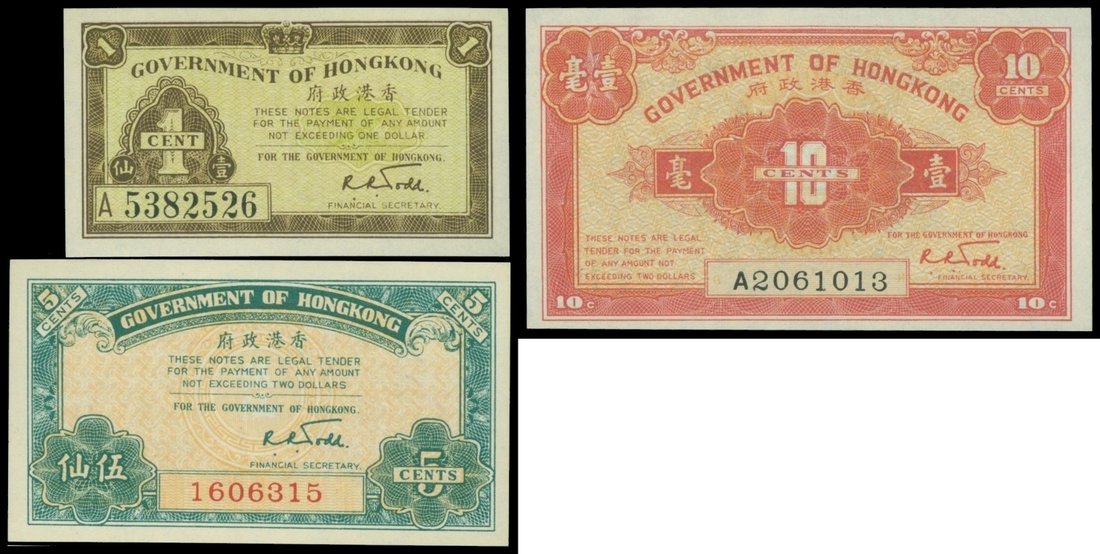 1
1
GOVERNMENT OF HONGKONG
府政港香
THESE NOTES ARE LEGAL TENDER
FOR THE PAYMENT OF ANY AMOUNT
NOT EXCEEDING ONE DOLLAR.
FOR THE GOVERNMENT OF HONGKONG.
1
CENT
仙
壹
R.R. Todd.
FINANCIAL SECRETARY.
A 5382526
毫壹
10
CENTS
GOVERNMENT OF HONGKONG
府政港香
毫
10
CENTS
壹
THESE NOTES ARE LEGAL
TENDER FOR THE PAYMENT
OF ANY AMOUNT NOT
EXCEEDING TWO DOLLARS
FOR THE GOVERNMENT OF HONGKONG
R.R. Todd.
FINANCIAL SECRETARY.
A2061013
10 C
10 C
5
CENTS
5
CENTS
GOVERNMENT OF HONGKONG
府政港香
THESE NOTES ARE LEGAL TENDER
FOR THE PAYMENT OF ANY AMOUNT
NOT EXCEEDING TWO DOLLARS
FOR THE GOVERNMENT OF HONGKONG.
R.R. Todd.
FINANCIAL SECRETARY.
仙伍
5
CENTS
1606315